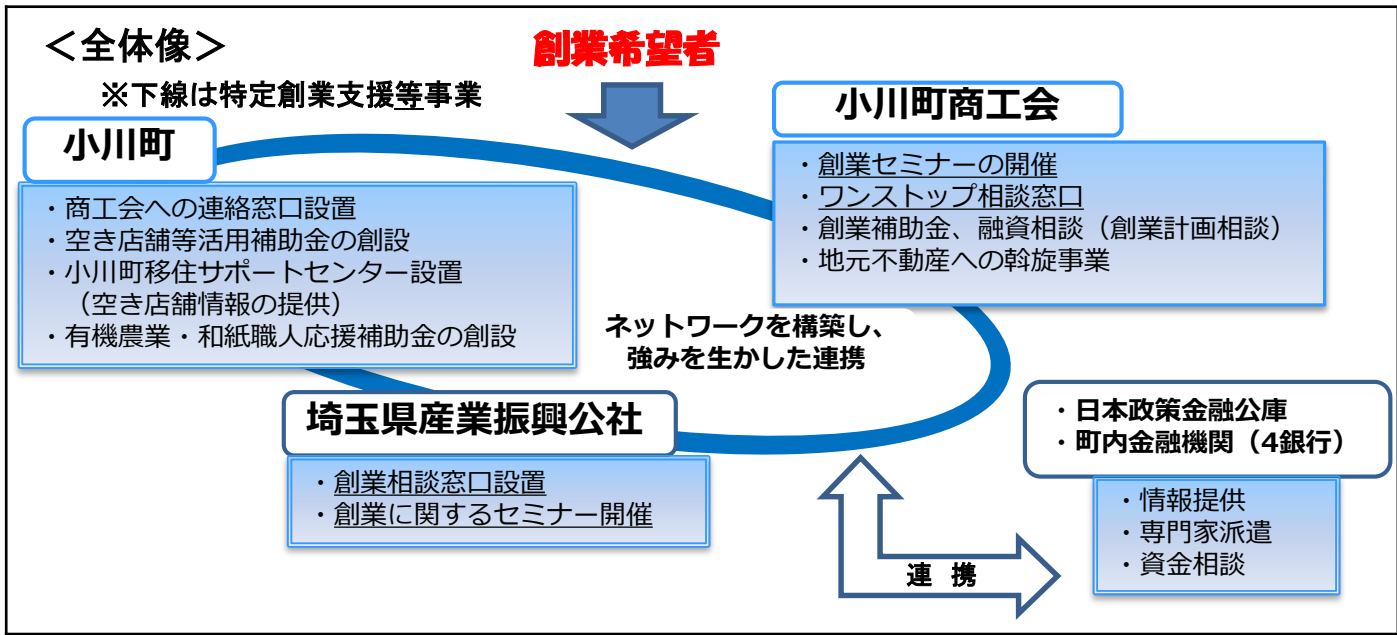 ＜全体像＞
※下線は特定創業支援等事業
創業希望者
小川町
・商工会への連絡窓口設置
・空き店舗等活用補助金の創設
・小川町移住サポートセンター設置
（空き店舗情報の提供）
・有機農業・和紙職人応援補助金の創設
小川町商工会
・創業セミナーの開催
・ワンストップ相談窓口
・創業補助金、融資相談（創業計画相談）
・地元不動産への斡旋事業
ネットワークを構築し、
強みを生かした連携
埼玉県産業振興公社
・創業相談窓口設置
・創業に関するセミナー開催
・日本政策金融公庫
・町内金融機関（4銀行）
・情報提供
・専門家派遣
・資金相談
連 携